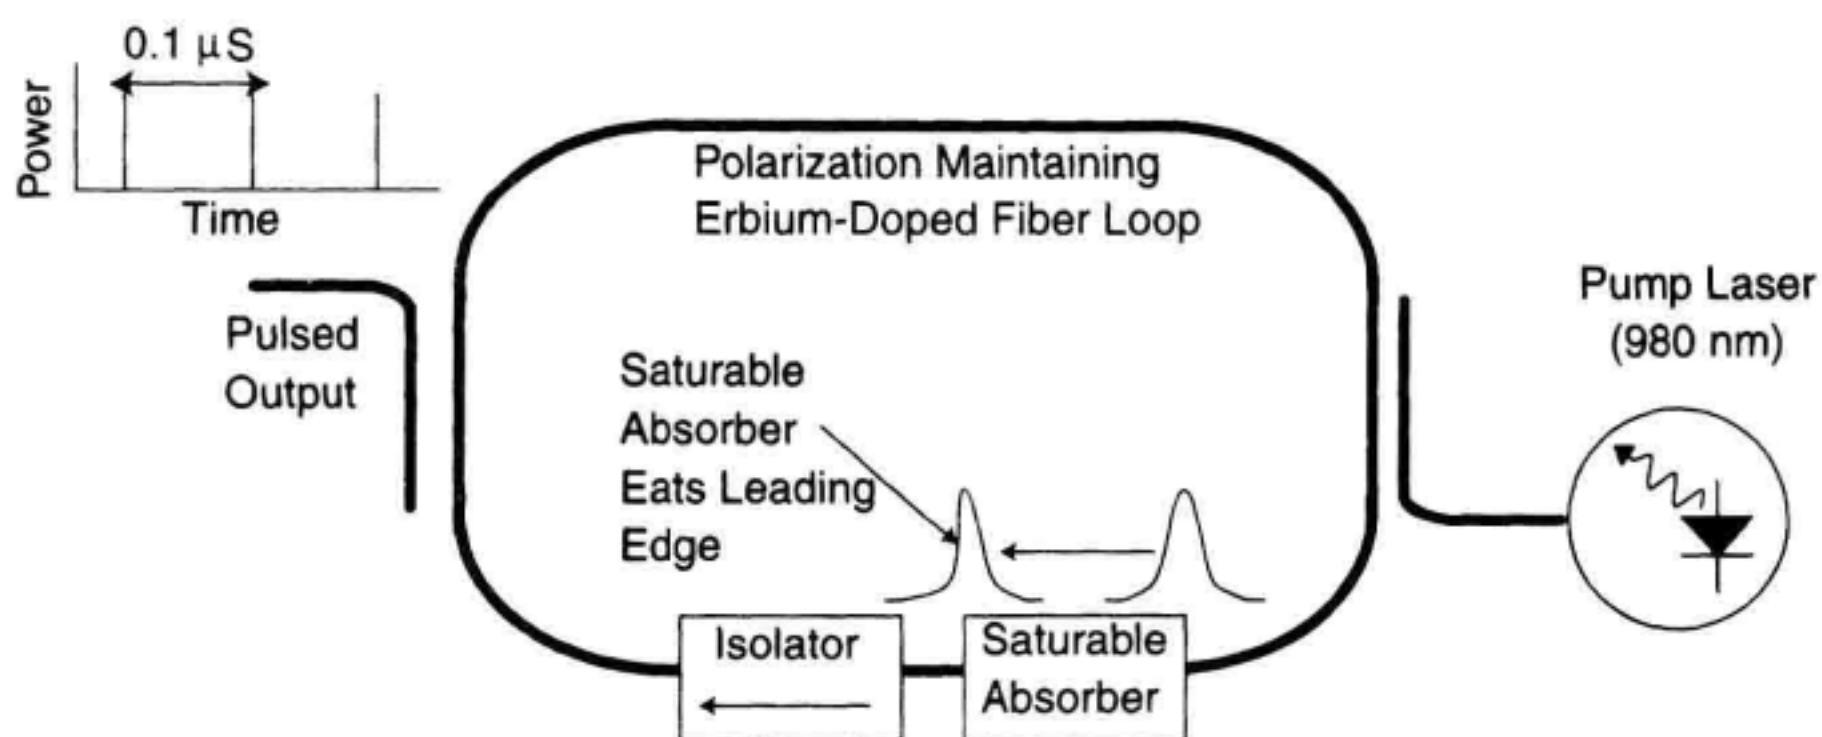 0.1 μS
Power
Time
Polarization Maintaining
Erbium-Doped Fiber Loop
Pump Laser
(980 nm)
Pulsed
Output
Saturable
Absorber
Eats Leading
Edge
Isolator
Saturable
Absorber